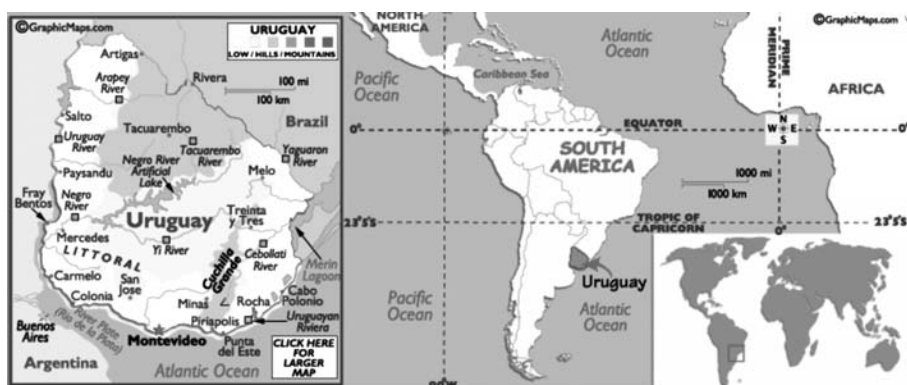 ©GraphicMaps.com
URUGUAY
LOW / HILLS / MOUNTAINS
Artigas
Arapey
River
Rivera
100 mi
100 km
Salto
Tacuarembo
Brazil
Uruguay
River
Tacuarembo
River
Yaguaron
River
Negro River
Artificial
Lake
Paysandu
Melo
Fray
Bentos
Negro
River
Uruguay
Treinta
y Tres
Mercedes
Yi River
Cebollati
River
LITTORAL
Cuchilla
Grande
Merin
Lagoon
Carmelo
San
Jose
Minas
Rocha
Cabo
Polonio
Colonia
River Plate
(Rio de la Plata)
Piriapolis
Uruguayan
Riviera
Buenos
Aires
Montevideo
Punta
del Este
CLICK HERE
FOR
LARGER
MAP
Argentina
Atlantic Ocean
NORTH
AMERICA
Atlantic
Ocean
©GraphicMaps.com
Pacific
Ocean
Caribbean Sea
PRIME
MERIDIAN
AFRICA
0°
EQUATOR
N
W E
S
0°
SOUTH
AMERICA
1000 mi
1000 km
23°5'S
TROPIC OF
CAPRICORN
23°5'S
0°
Uruguay
Pacific
Ocean
Atlantic
Ocean